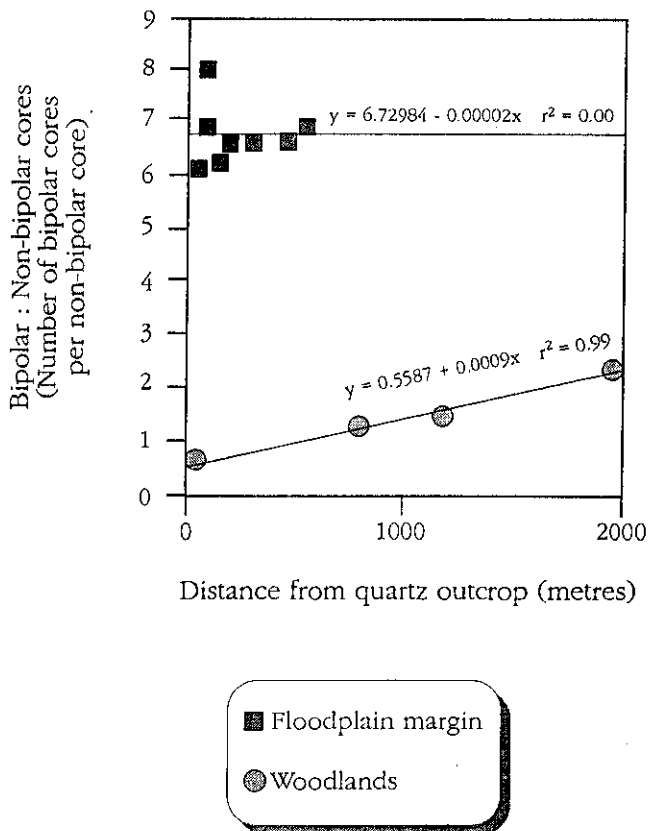 Bipolar : Non-bipolar cores
(Number of bipolar cores
per non-bipolar core)
9
8
7
6
5
4
3
2
1
0
y = 6.72984 - 0.00002x r² = 0.00
y = 0.5587 + 0.0009x r² = 0.99
0 1000 2000
Distance from quartz outcrop (metres)
Floodplain margin
Woodlands